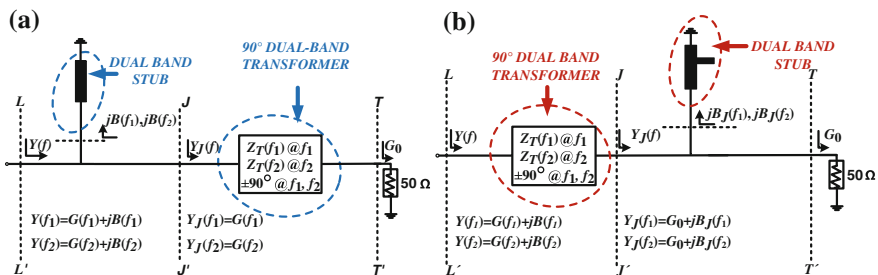 (a)
DUAL BAND
STUB
90° DUAL-BAND
TRANSFORMER
L
J
T
jB(f1),jB(f2)
Y(f)
YJ(f)
ZT(f1)@f1
ZT(f2)@f2
±90° @f1, f2
G0
50 Ω
Y(f1)=G(f1)+jB(f1)
Y(f2)=G(f2)+jB(f2)
YJ(f1)=G(f1)
YJ(f2)=G(f2)
L'
J'
T'
(b)
90° DUAL BAND
TRANSFORMER
DUAL BAND
STUB
L
J
T
jBJ(f1),jBJ(f2)
Y(f)
YJ(f)
ZT(f1)@f1
ZT(f2)@f2
±90° @f1, f2
G0
50 Ω
Y(f1)=G(f1)+jB(f1)
Y(f2)=G(f2)+jB(f2)
YJ(f1)=G0+jBJ(f1)
YJ(f2)=G0+jBJ(f2)
L'
J'
T'